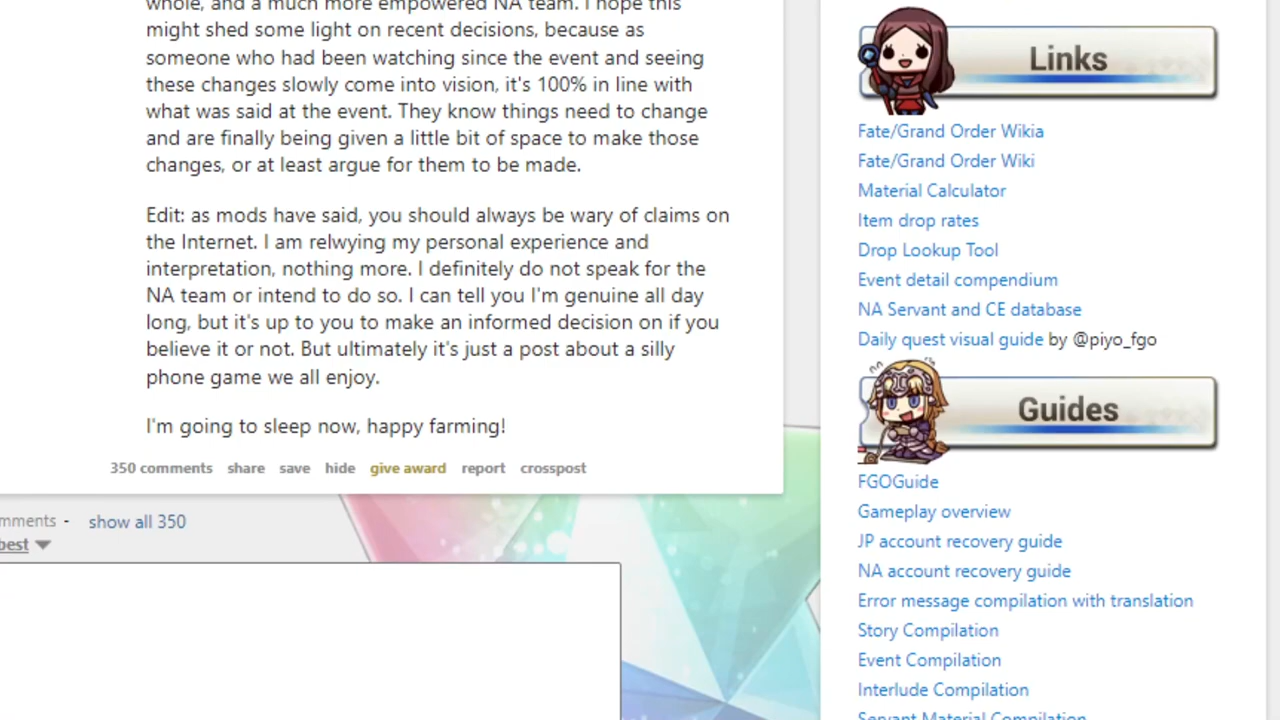 whole, and a much more empowered NA team. I hope this
might shed some light on recent decisions, because as
someone who had been watching since the event and seeing
these changes slowly come into vision, it's 100% in line with
what was said at the event. They know things need to change
and are finally being given a little bit of space to make those
changes, or at least argue for them to be made.
Edit: as mods have said, you should always be wary of claims on
the Internet. I am relwying my personal experience and
interpretation, nothing more. I definitely do not speak for the
NA team or intend to do so. I can tell you I'm genuine all day
long, but it's up to you to make an informed decision on if you
believe it or not. But ultimately it's just a post about a silly
phone game we all enjoy.
I'm going to sleep now, happy farming!
350 comments share save hide give award report crosspost
mments - show all 350
best
Links
Fate/Grand Order Wikia
Fate/Grand Order Wiki
Material Calculator
Item drop rates
Drop Lookup Tool
Event detail compendium
NA Servant and CE database
Daily quest visual guide by @piyo_fgo
Guides
FGOGuide
Gameplay overview
JP account recovery guide
NA account recovery guide
Error message compilation with translation
Story Compilation
Event Compilation
Interlude Compilation
Servant Material Compilation